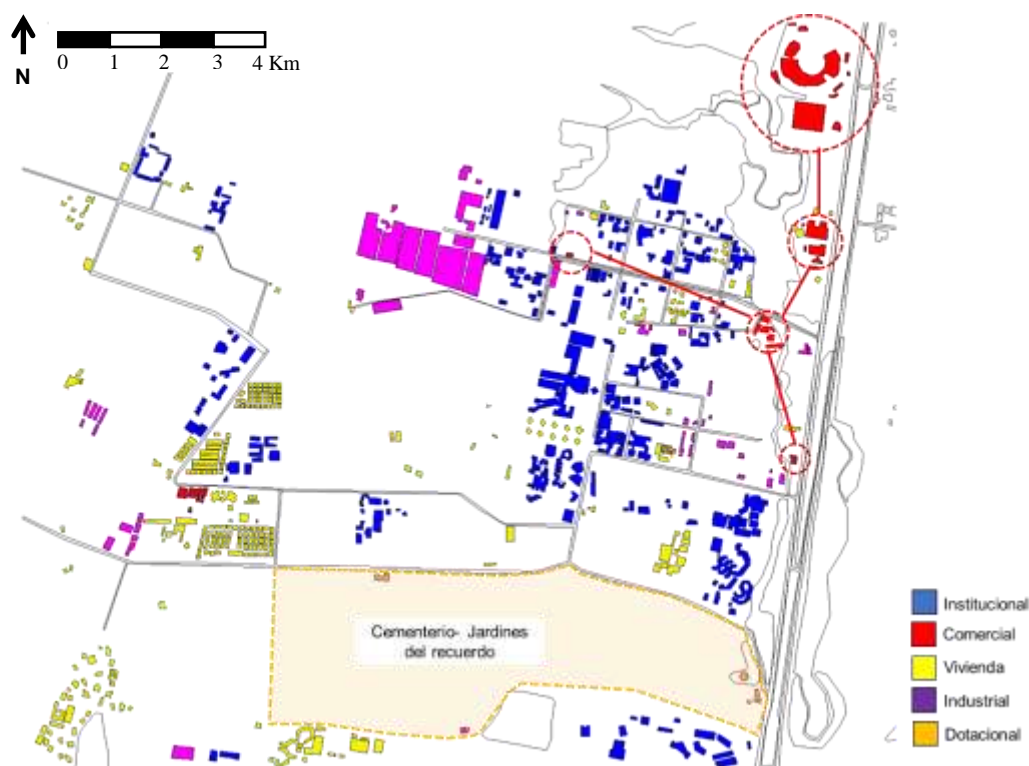 0 1 2 3 4 Km
N
Cementerio- Jardines
del recuerdo
Institucional
Comercial
Vivienda
Industrial
Dotacional